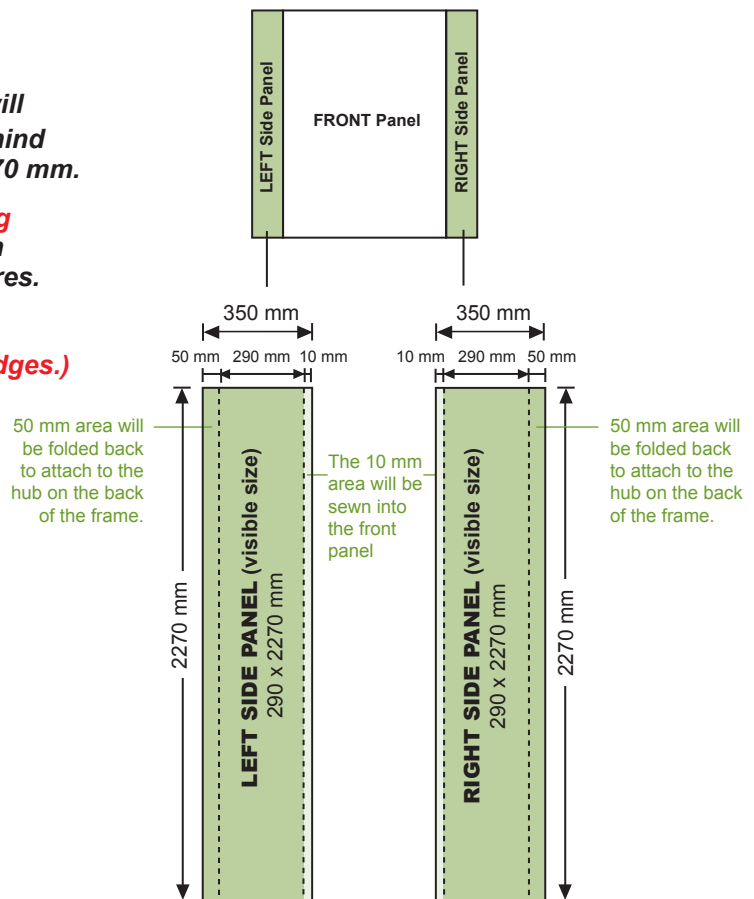 LEFT Side Panel
FRONT Panel
RIGHT Side Panel
70 mm.
350 mm
50 mm 290 mm 10 mm
350 mm
10 mm 290 mm 50 mm
50 mm area will
be folded back
to attach to the
hub on the back
of the frame.
2270 mm
LEFT SIDE PANEL (visible size)
290 x 2270 mm
The 10 mm
area will be
sewn into
the front
panel
RIGHT SIDE PANEL (visible size)
290 x 2270 mm
2270 mm
50 mm area will
be folded back
to attach to the
hub on the back
of the frame.